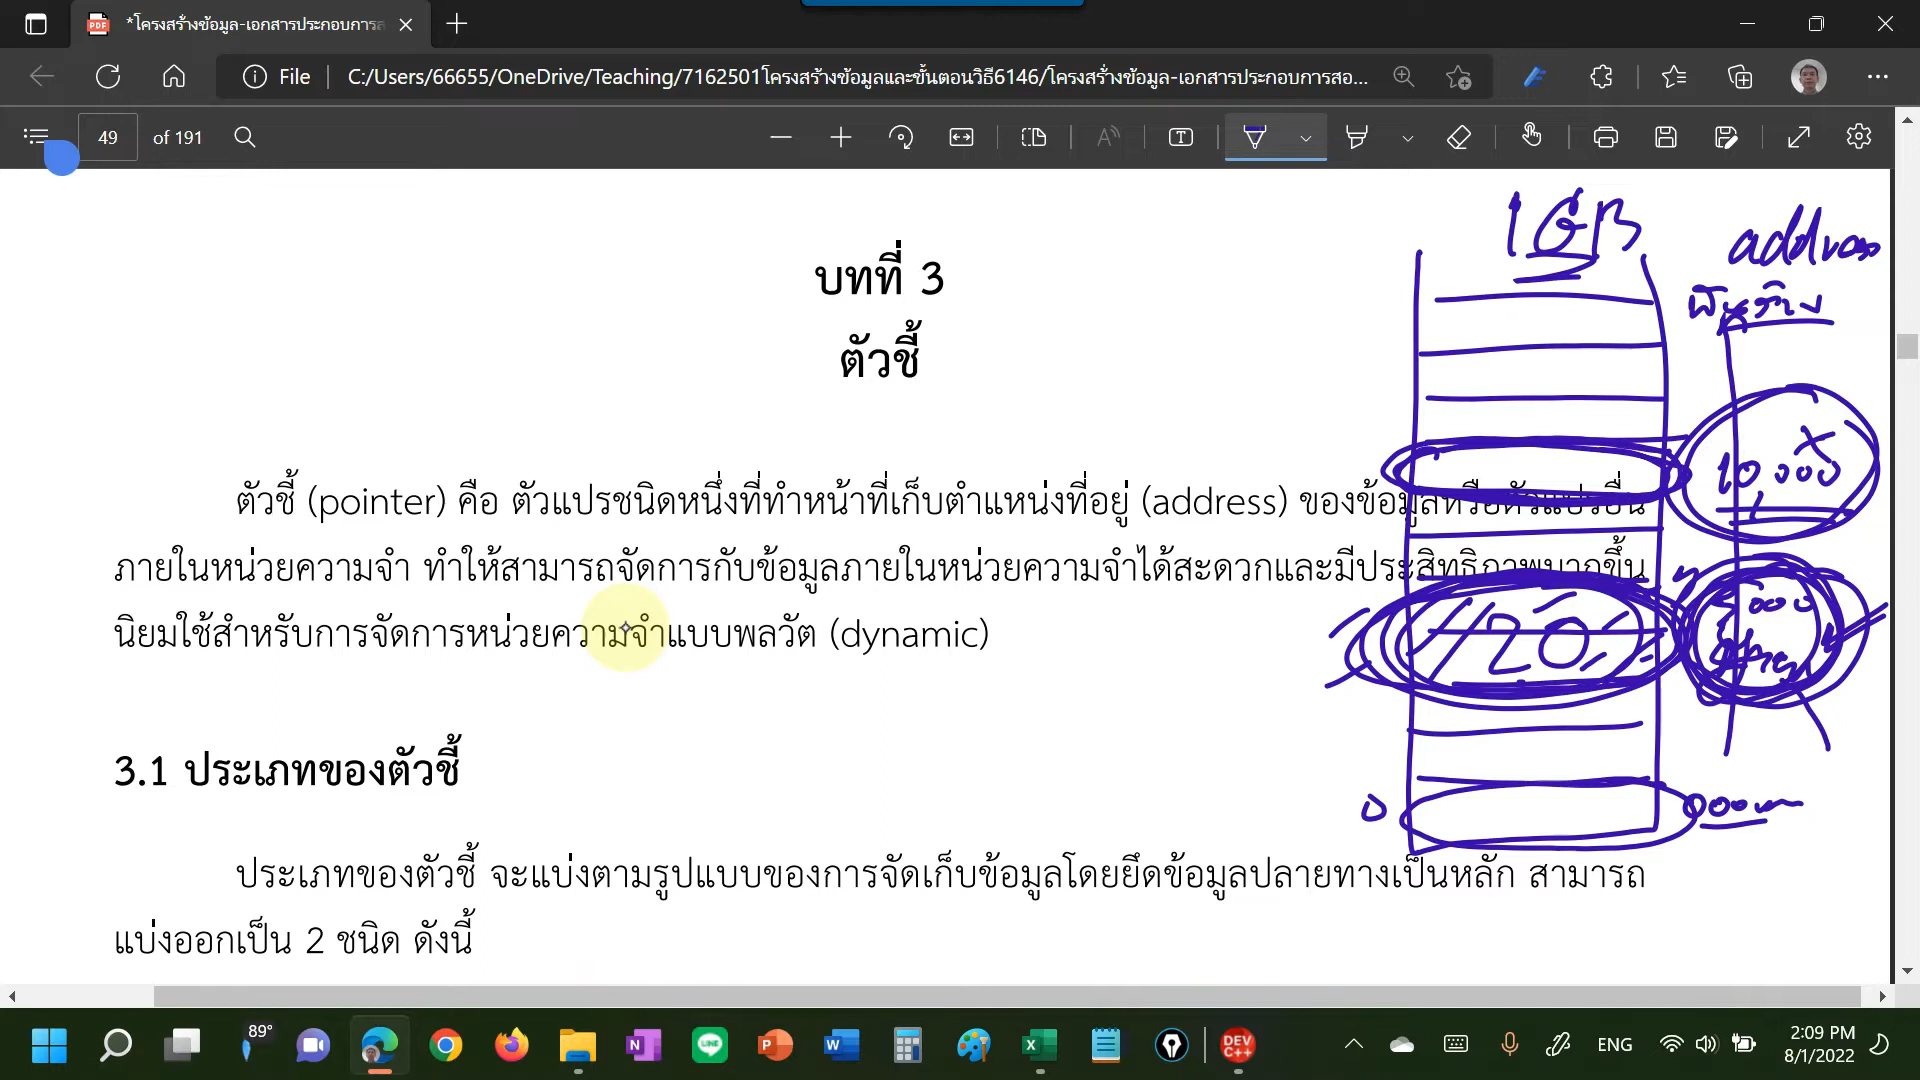 *โครงสร้างข้อมูล-เอกสารประกอบการส
File
C:/Users/66655/OneDrive/Teaching/7162501โครงสร้างข้อมูลและขั้นตอนวิธี6146/โครงสร้างข้อมูล-เอกสารประกอบการสอ...
49 of 191
1GB
address
บทที่ 3
ตัวชี้
10000
ตัวชี้ (pointer) คือ ตัวแปรชนิดหนึ่งที่ทำหน้าที่เก็บตำแหน่งที่อยู่ (address) ของข้อมูลหรือตัวแปรอื่น
ภายในหน่วยความจำ ทำให้สามารถจัดการกับข้อมูลภายในหน่วยความจำได้สะดวกและมีประสิทธิภาพมากขึ้น
5000
นิยมใช้สำหรับการจัดการหน่วยความจำแบบพลวัต (dynamic)
120
3.1 ประเภทของตัวชี้
0
ประเภทของตัวชี้ จะแบ่งตามรูปแบบของการจัดเก็บข้อมูลโดยยึดข้อมูลปลายทางเป็นหลัก สามารถ
แบ่งออกเป็น 2 ชนิด ดังนี้
89°
DEV C++
ENG
2:09 PM
8/1/2022